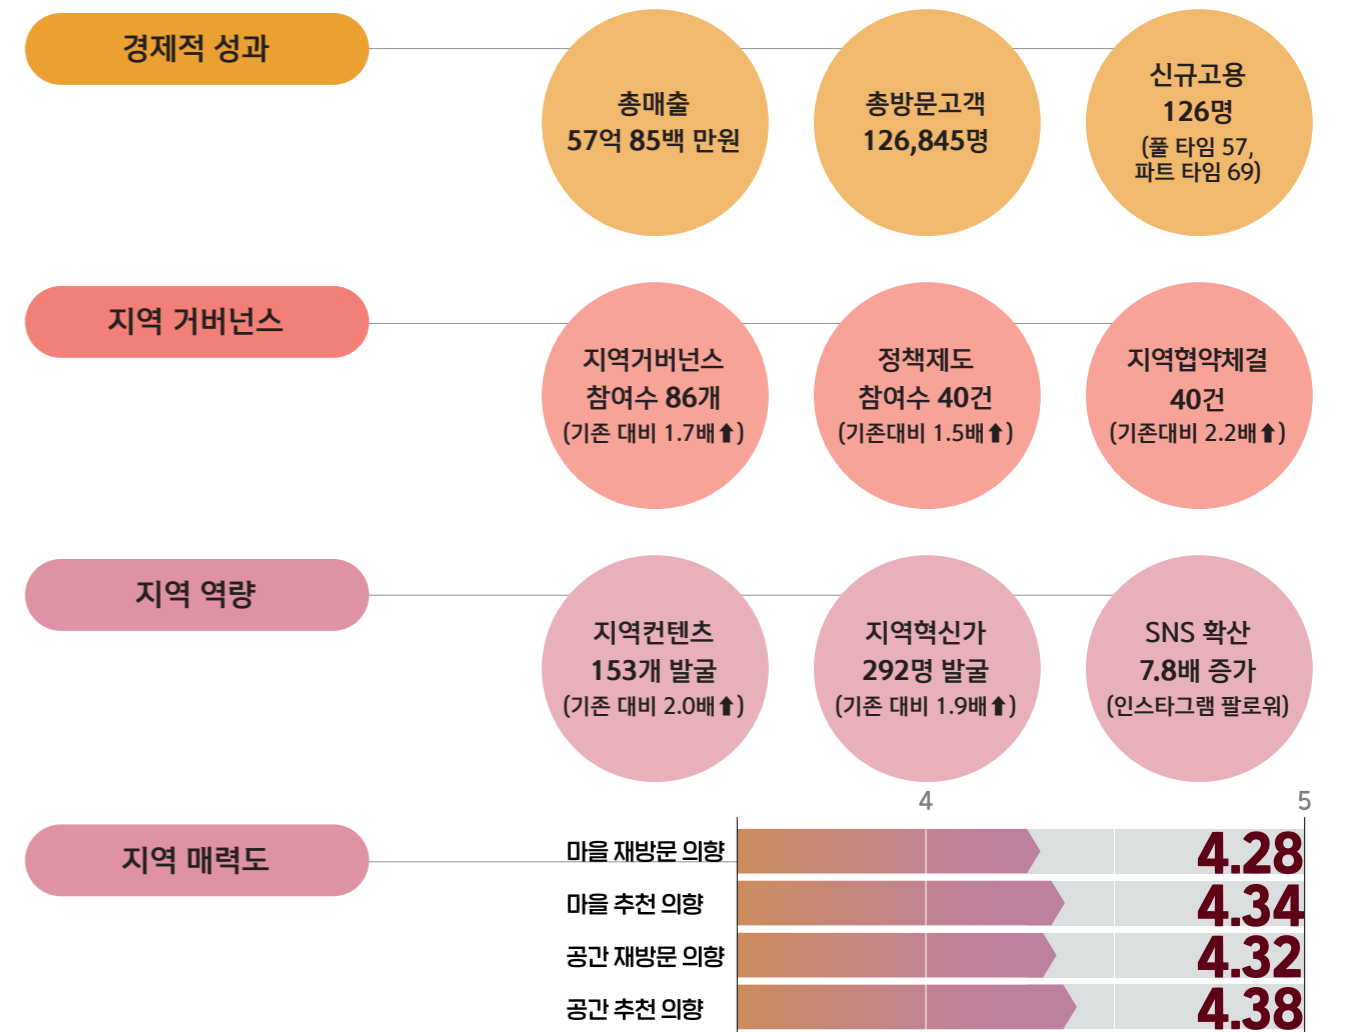 경제적 성과
총매출
57억 85백 만원
총방문고객
126,845명
신규고용
126명
(풀 타임 57,
파트 타임 69)
지역 거버넌스
지역거버넌스
참여수 86개
(기존 대비 1.7배⬆)
정책제도
참여수 40건
(기존대비 1.5배⬆)
지역협약체결
40건
(기존대비 2.2배⬆)
지역 역량
지역컨텐츠
153개 발굴
(기존 대비 2.0배⬆)
지역혁신가
292명 발굴
(기존 대비 1.9배⬆)
SNS 확산
7.8배 증가
(인스타그램 팔로워)
지역 매력도
4
5
마을 재방문 의향
4.28
마을 추천 의향
4.34
공간 재방문 의향
4.32
공간 추천 의향
4.38